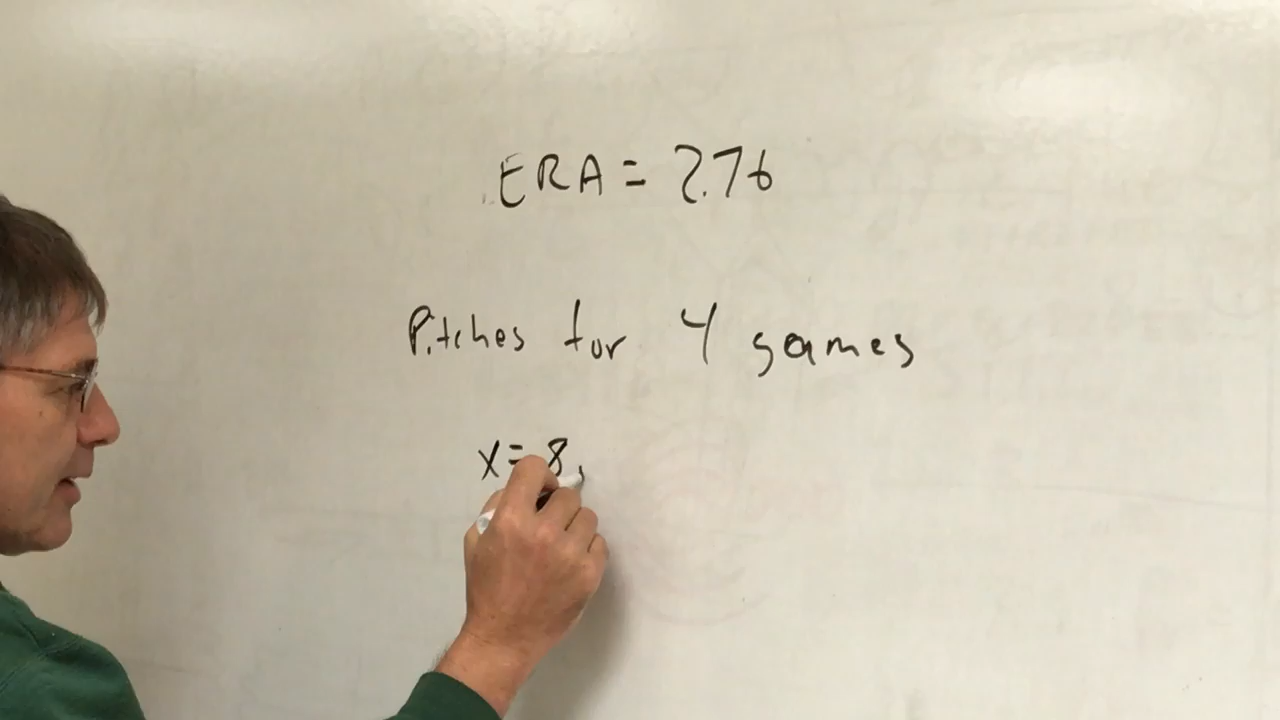 ERA = 2.76
Pitches for 4 games
x = 8,